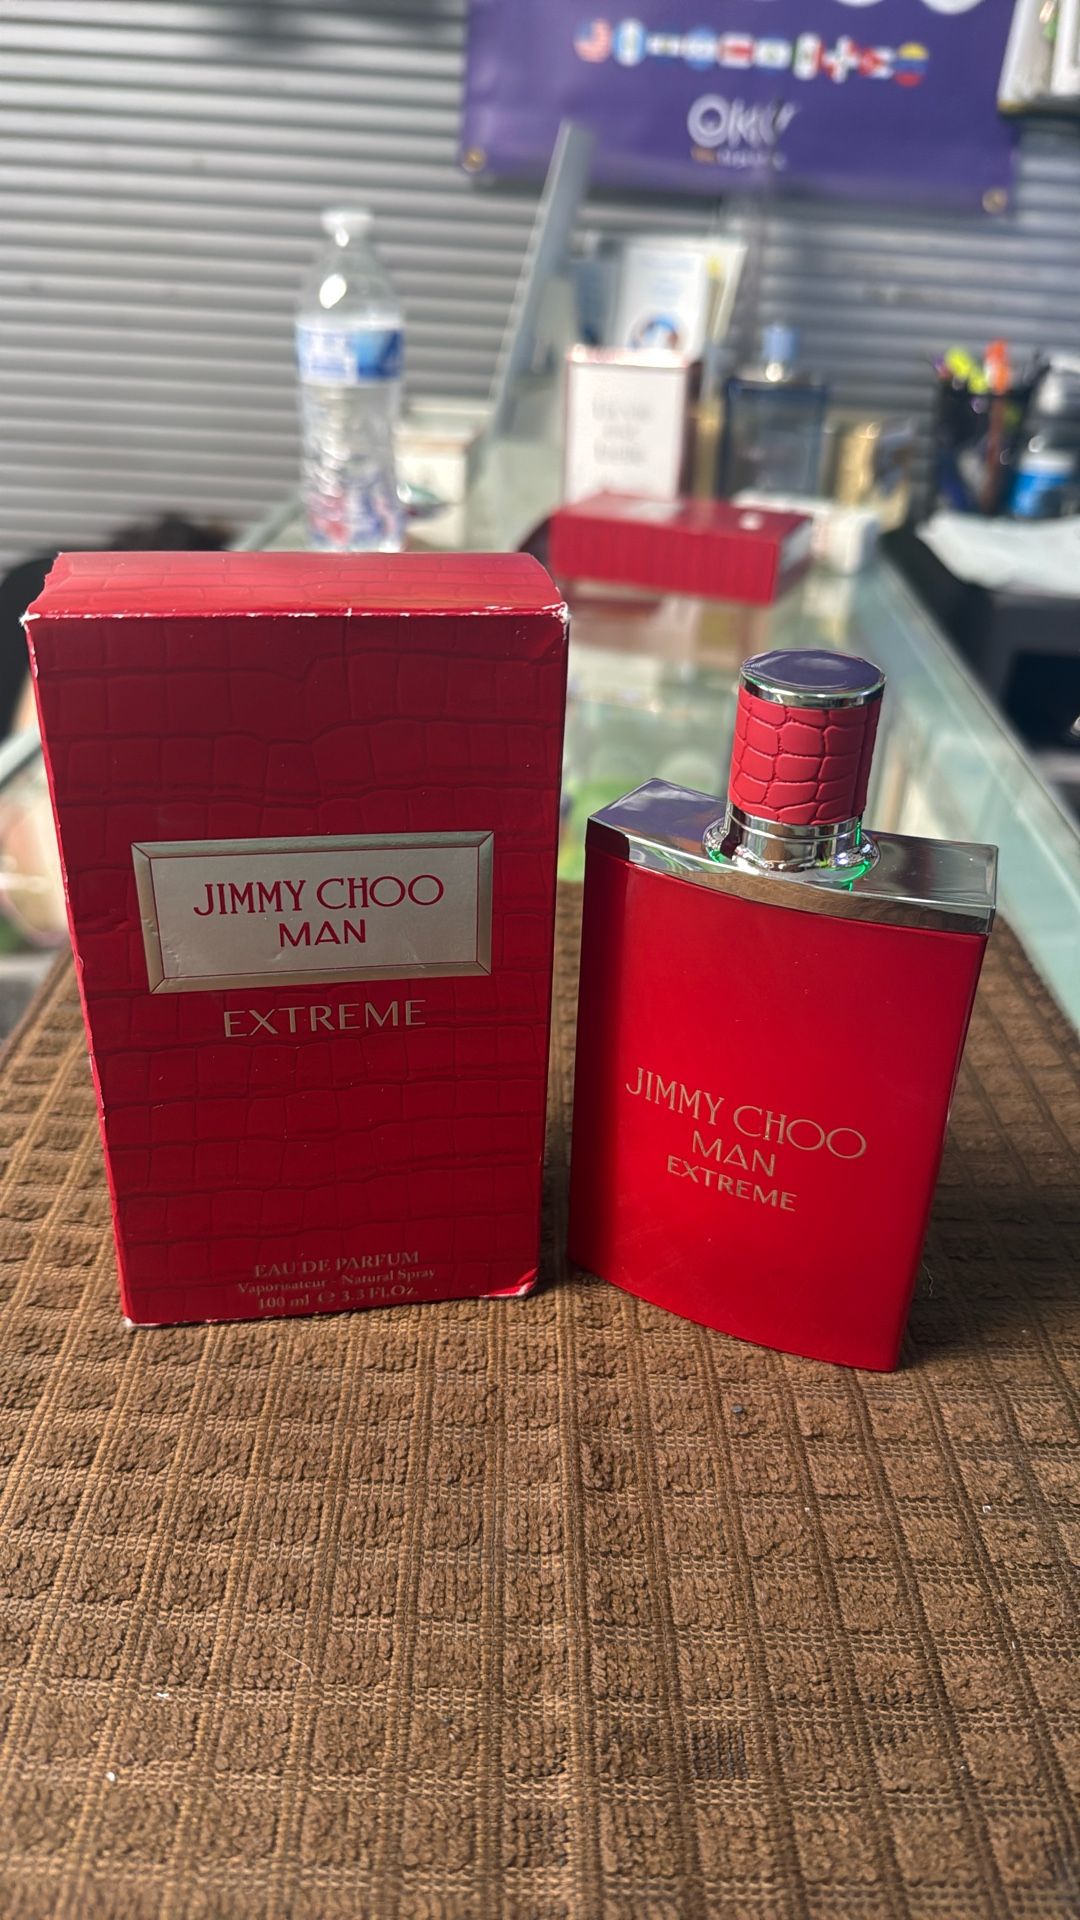 JIMMY CHOO
MAN
EXTREME
EAU DE PARFUM
Vaporisateur - Natural Spray
100 ml ℮ 3.3 Fl.Oz.
JIMMY CHOO
MAN
EXTREME